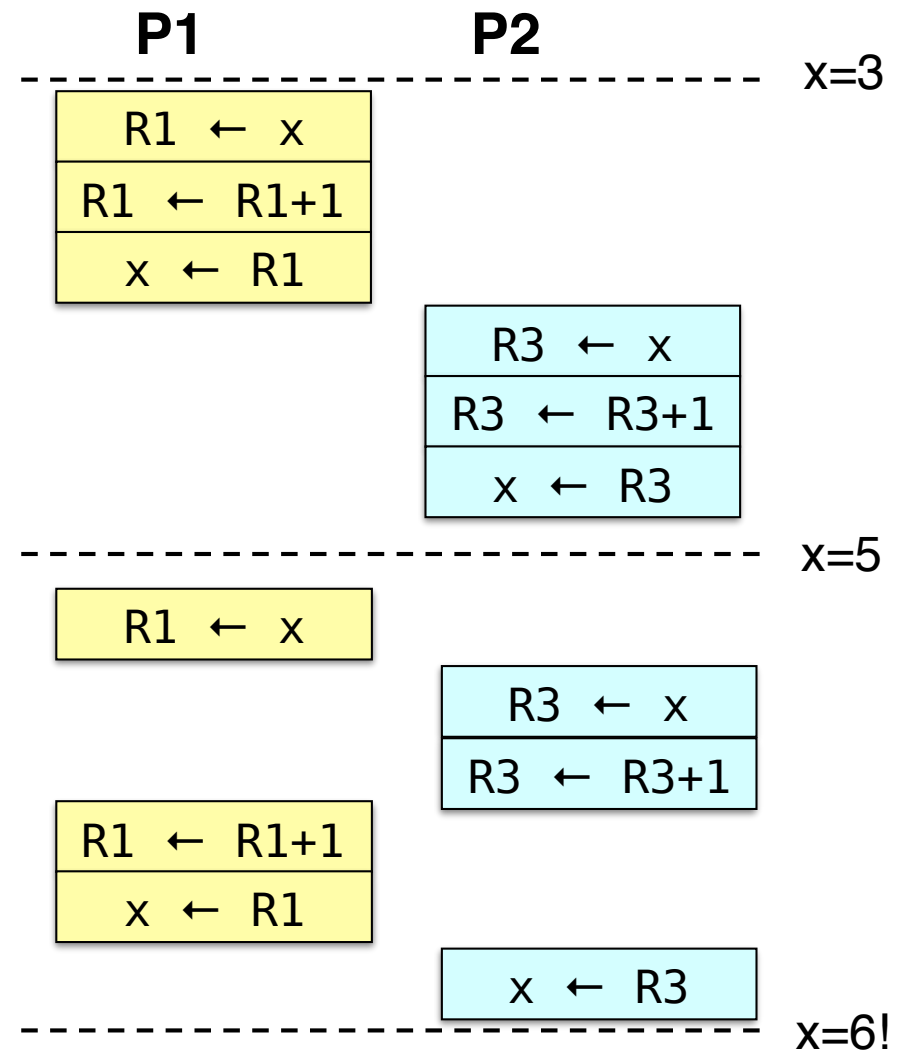 P1 P2
x=3
R1 ← x
R1 ← R1+1
x ← R1
R3 ← x
R3 ← R3+1
x ← R3
x=5
R1 ← x
R3 ← x
R3 ← R3+1
R1 ← R1+1
x ← R1
x ← R3
x=6!